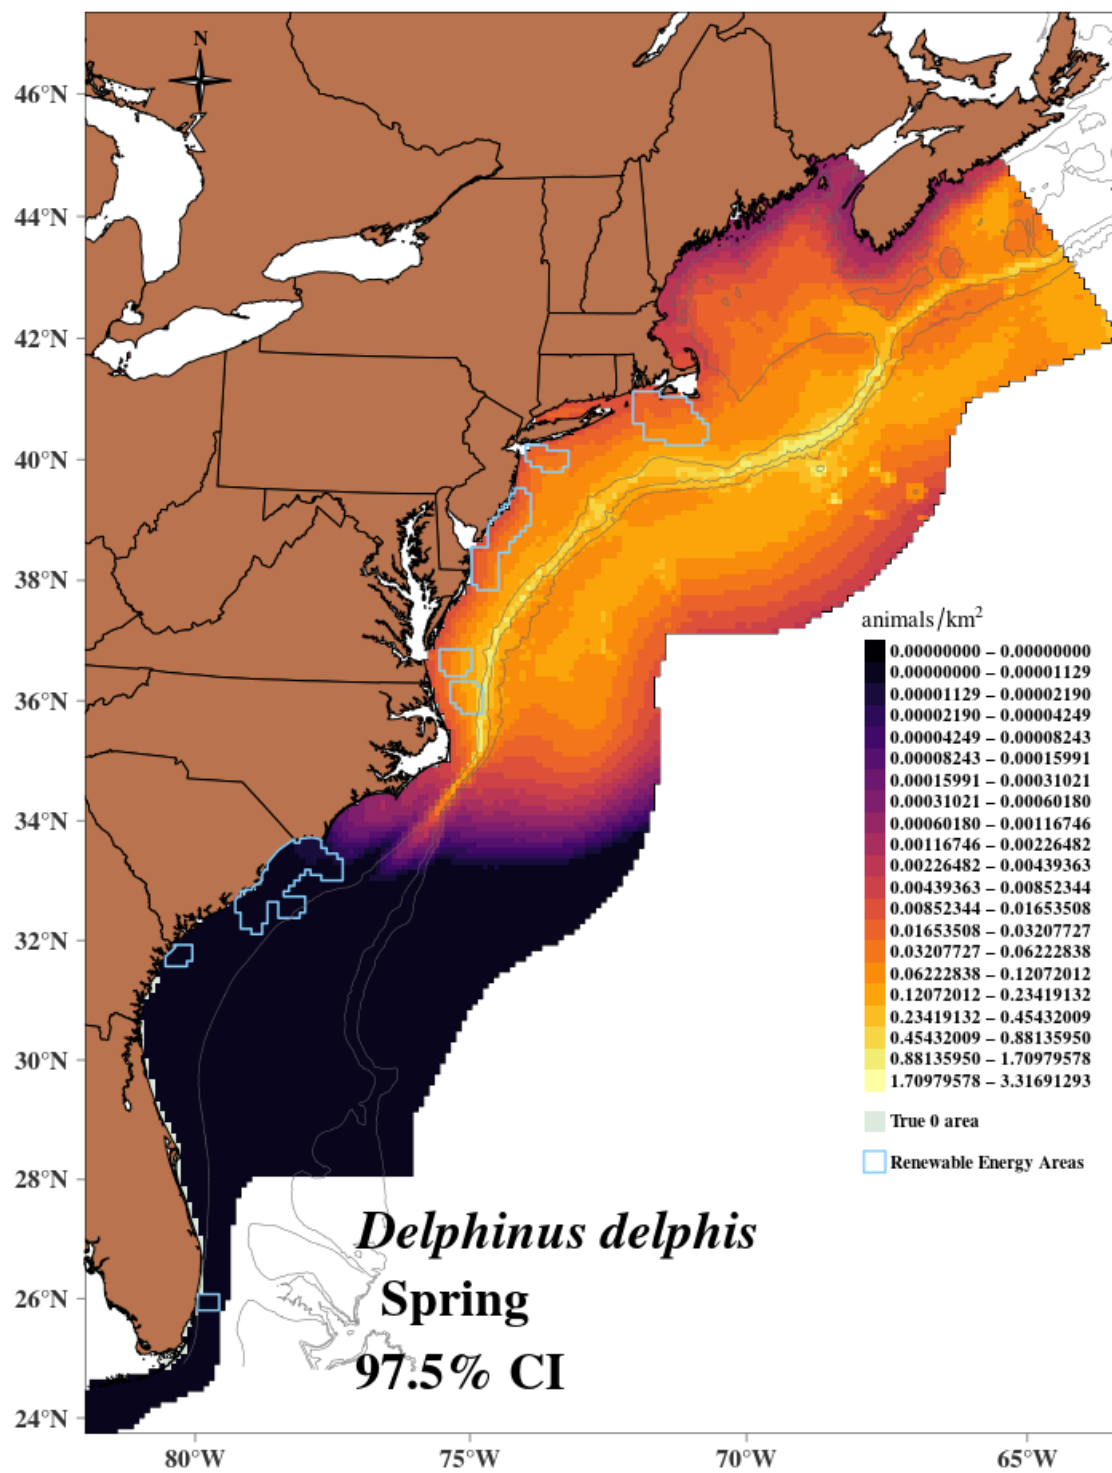 N
46°N
44°N
42°N
40°N
38°N
36°N
34°N
32°N
30°N
28°N
26°N
24°N
80°W
75°W
70°W
65°W
animals/km²
0.00000000 – 0.00000000
0.00000000 – 0.00001129
0.00001129 – 0.00002190
0.00002190 – 0.00004249
0.00004249 – 0.00008243
0.00008243 – 0.00015991
0.00015991 – 0.00031021
0.00031021 – 0.00060180
0.00060180 – 0.00116746
0.00116746 – 0.00226482
0.00226482 – 0.00439363
0.00439363 – 0.00852344
0.00852344 – 0.01653508
0.01653508 – 0.03207727
0.03207727 – 0.06222838
0.06222838 – 0.12072012
0.12072012 – 0.23419132
0.23419132 – 0.45432009
0.45432009 – 0.88135950
0.88135950 – 1.70979578
1.70979578 – 3.31691293
True 0 area
Renewable Energy Areas
Delphinus delphis
Spring
97.5% CI